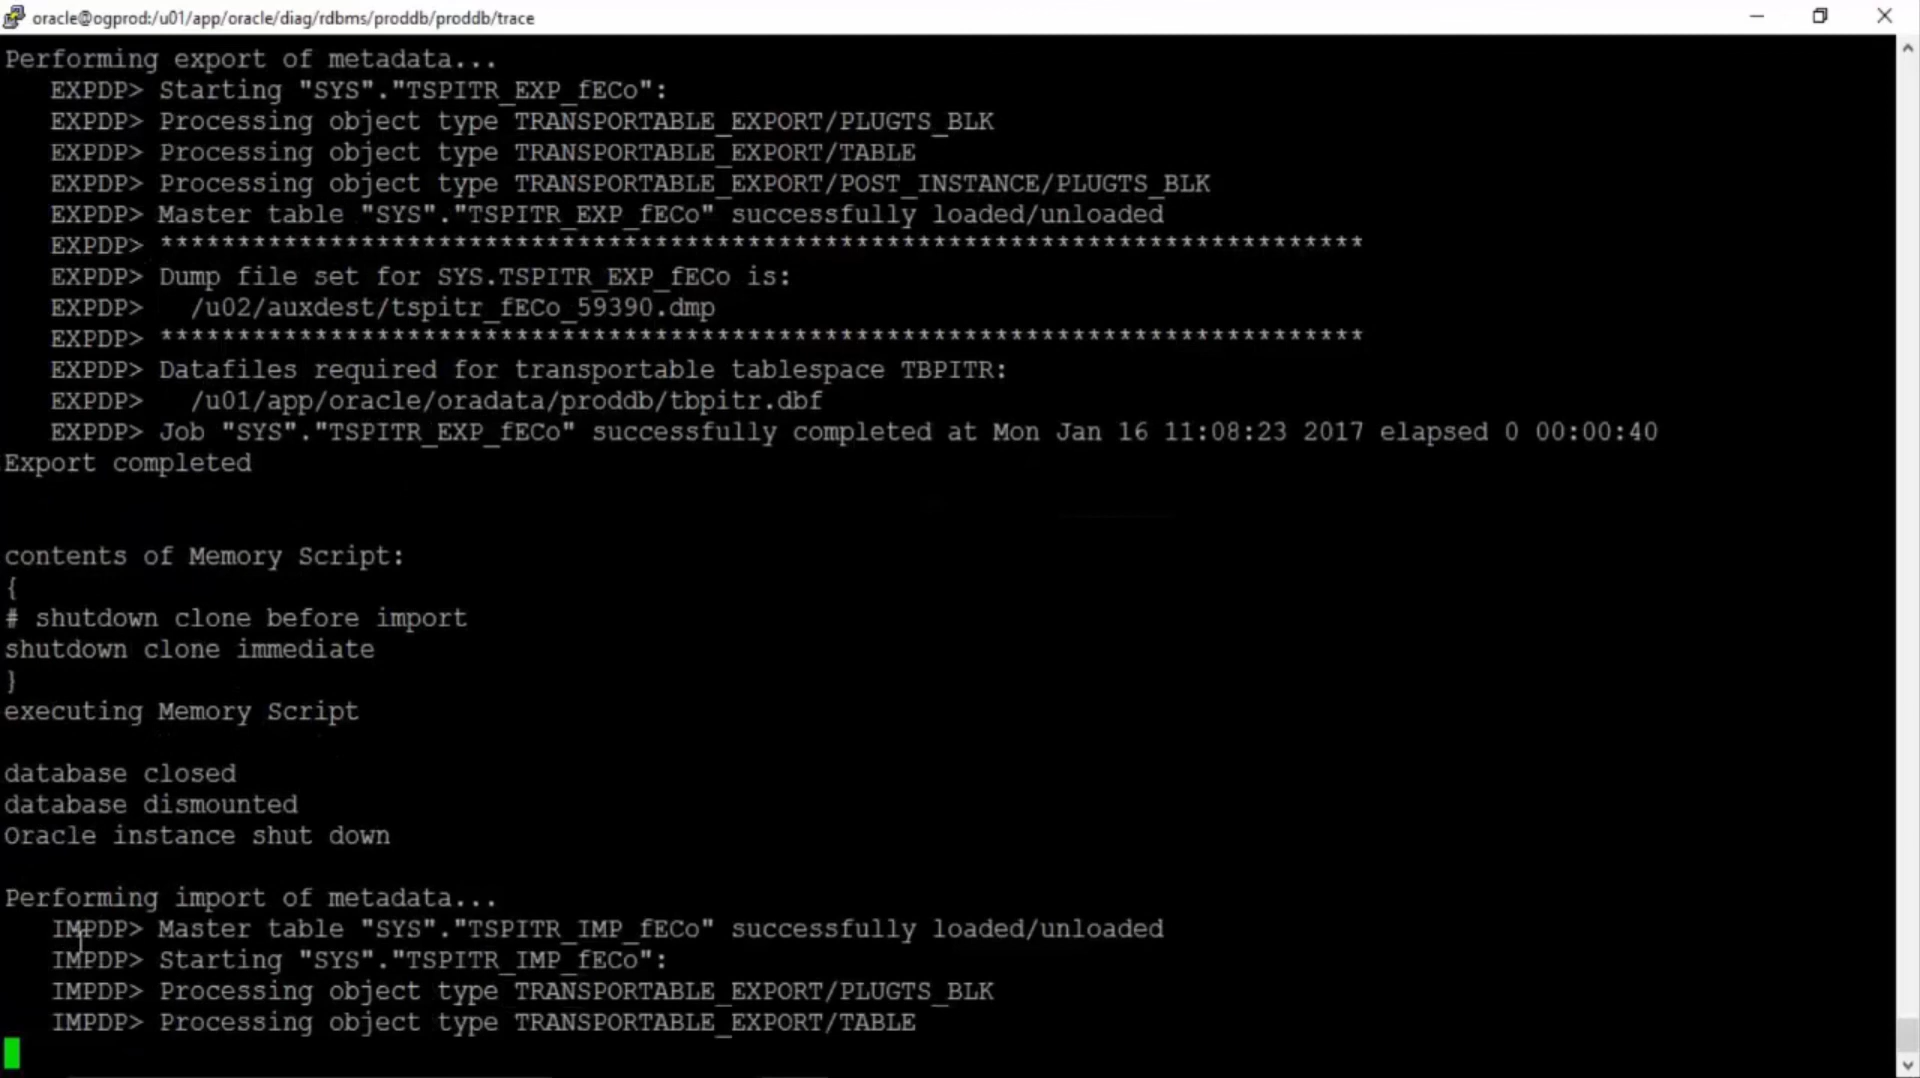 oracle@ogprod:/u01/app/oracle/diag/rdbms/proddb/proddb/trace
Performing export of metadata...
EXPDP> Starting "SYS"."TSPITR_EXP_fECo":
EXPDP> Processing object type TRANSPORTABLE_EXPORT/PLUGTS_BLK
EXPDP> Processing object type TRANSPORTABLE_EXPORT/TABLE
EXPDP> Processing object type TRANSPORTABLE_EXPORT/POST_INSTANCE/PLUGTS_BLK
EXPDP> Master table "SYS"."TSPITR_EXP_fECo" successfully loaded/unloaded
EXPDP> ******************************************************************************
EXPDP> Dump file set for SYS.TSPITR_EXP_fECo is:
EXPDP>   /u02/auxdest/tspitr_fECo_59390.dmp
EXPDP> ******************************************************************************
EXPDP> Datafiles required for transportable tablespace TBPITR:
EXPDP>   /u01/app/oracle/oradata/proddb/tbpitr.dbf
EXPDP> Job "SYS"."TSPITR_EXP_fECo" successfully completed at Mon Jan 16 11:08:23 2017 elapsed 0 00:00:40
Export completed
contents of Memory Script:
{
# shutdown clone before import
shutdown clone immediate
}
executing Memory Script
database closed
database dismounted
Oracle instance shut down
Performing import of metadata...
IMPDP> Master table "SYS"."TSPITR_IMP_fECo" successfully loaded/unloaded
IMPDP> Starting "SYS"."TSPITR_IMP_fECo":
IMPDP> Processing object type TRANSPORTABLE_EXPORT/PLUGTS_BLK
IMPDP> Processing object type TRANSPORTABLE_EXPORT/TABLE